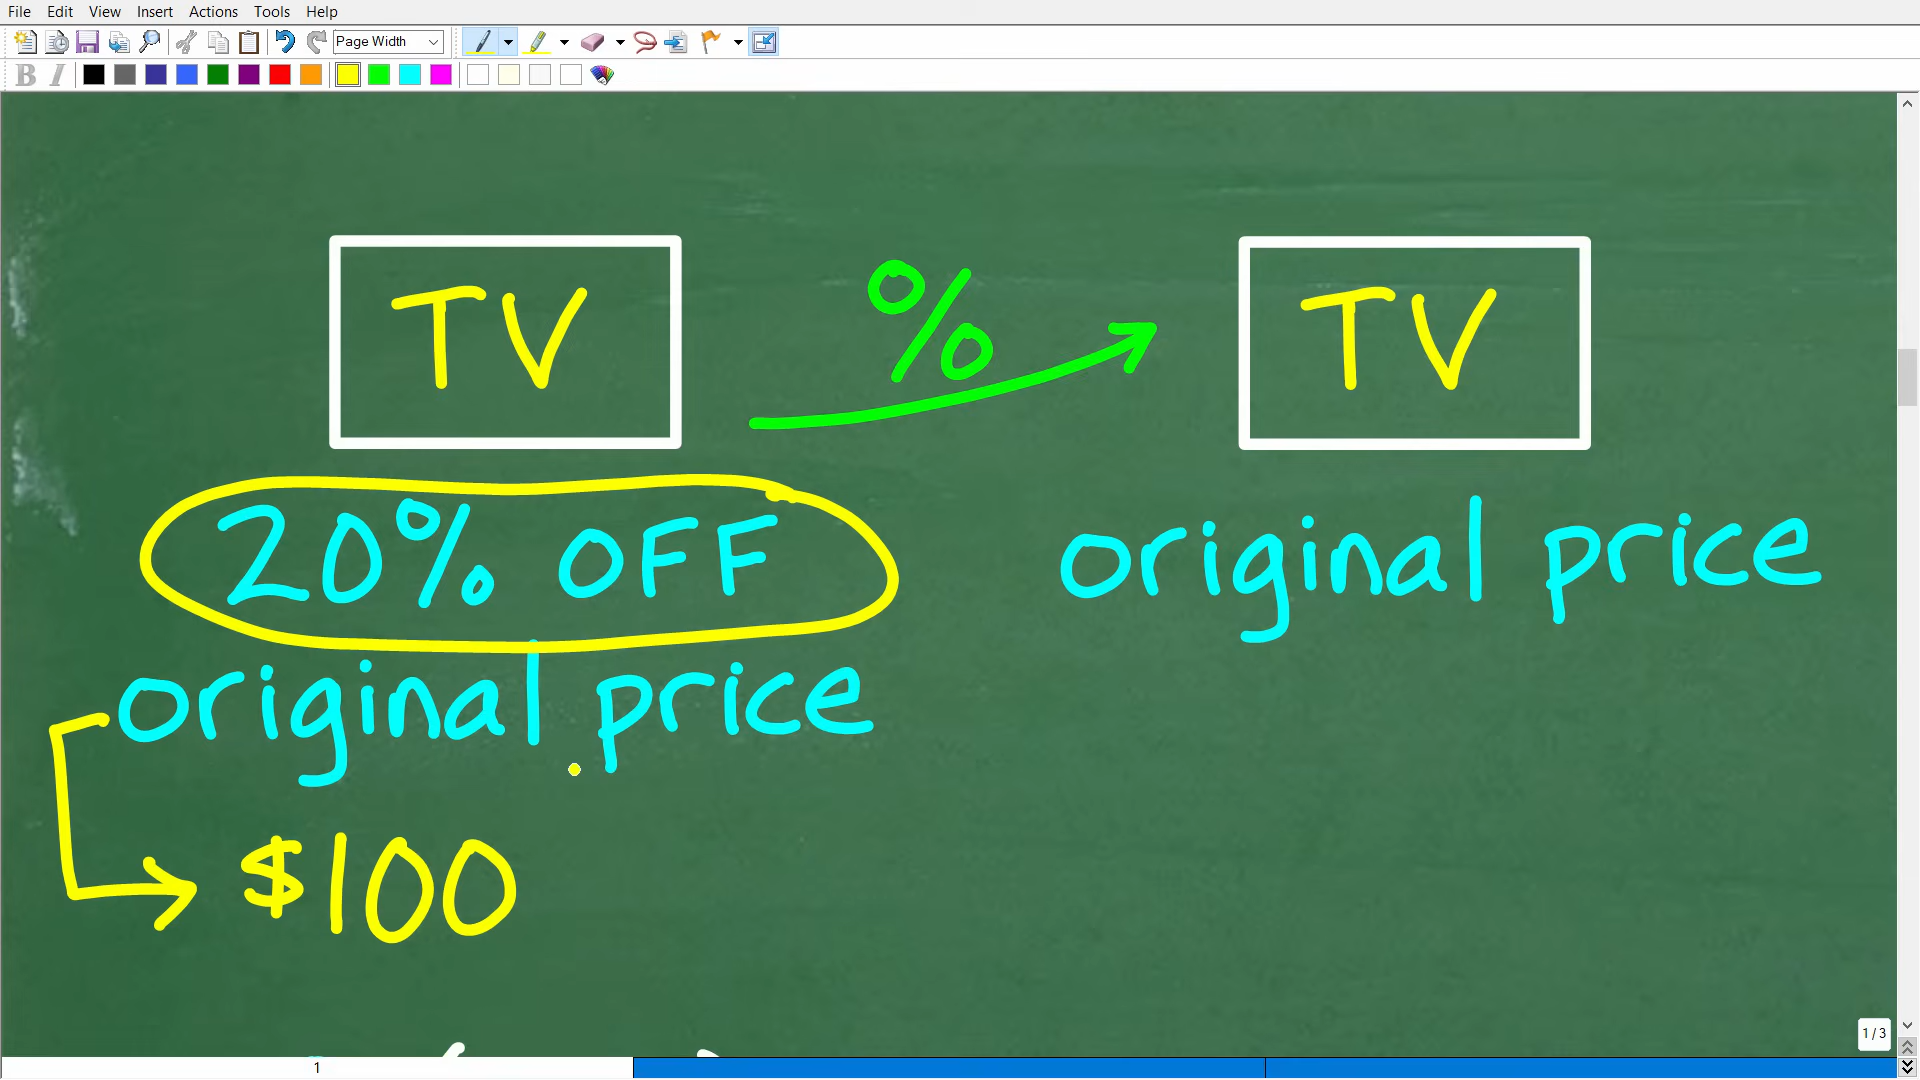 File Edit View Insert Actions Tools Help
Page Width
B I
TV
%
TV
20% OFF
original price
original price
$100
1 / 3
1